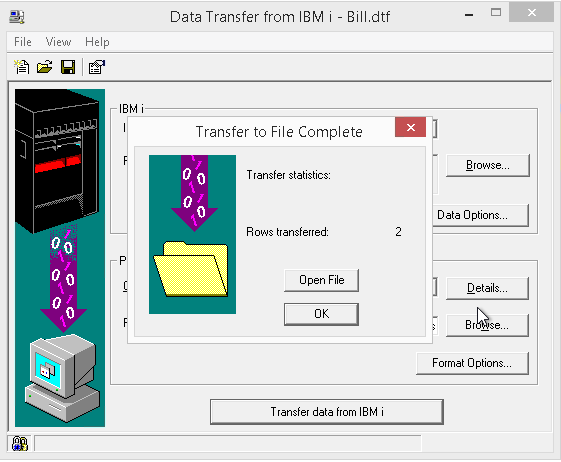 Data Transfer from IBM i - Bill.dtf
File View Help
IBM i
Transfer to File Complete
Transfer statistics:
Rows transferred: 2
Open File
OK
Browse...
Data Options...
Details...
Browse...
Format Options...
Transfer data from IBM i